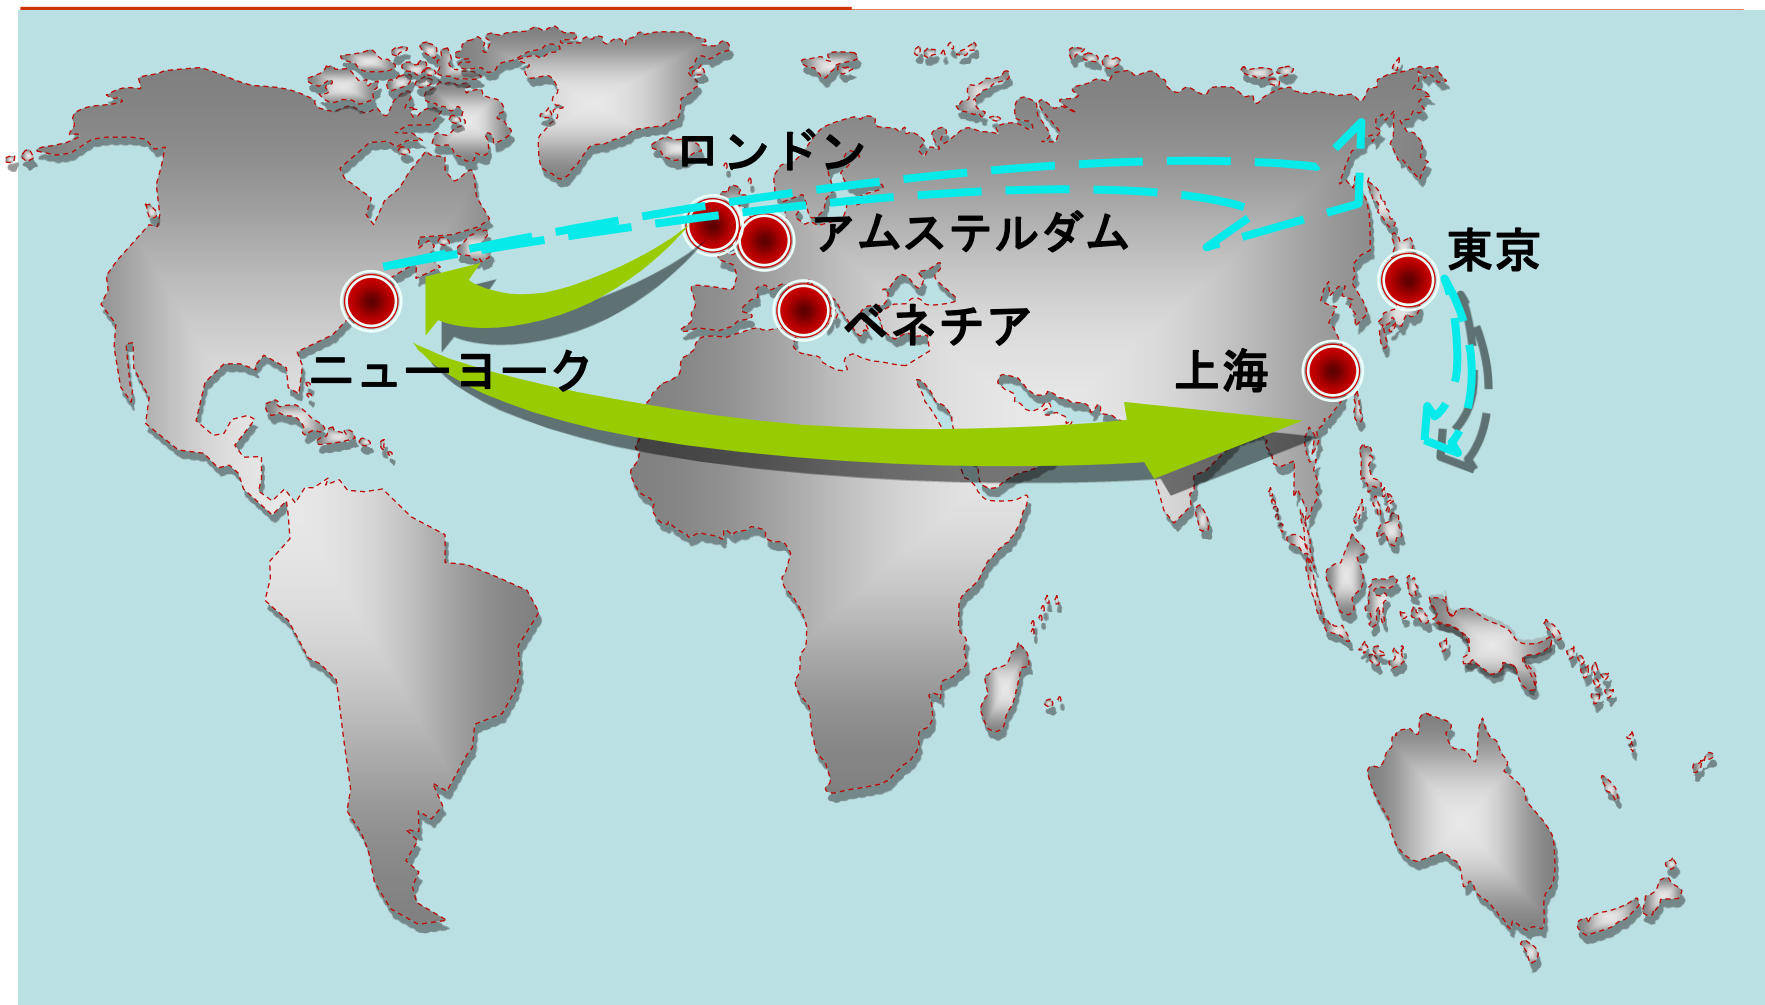 ロンドン
アムステルダム
東京
ベネチア
上海
ニューヨーク